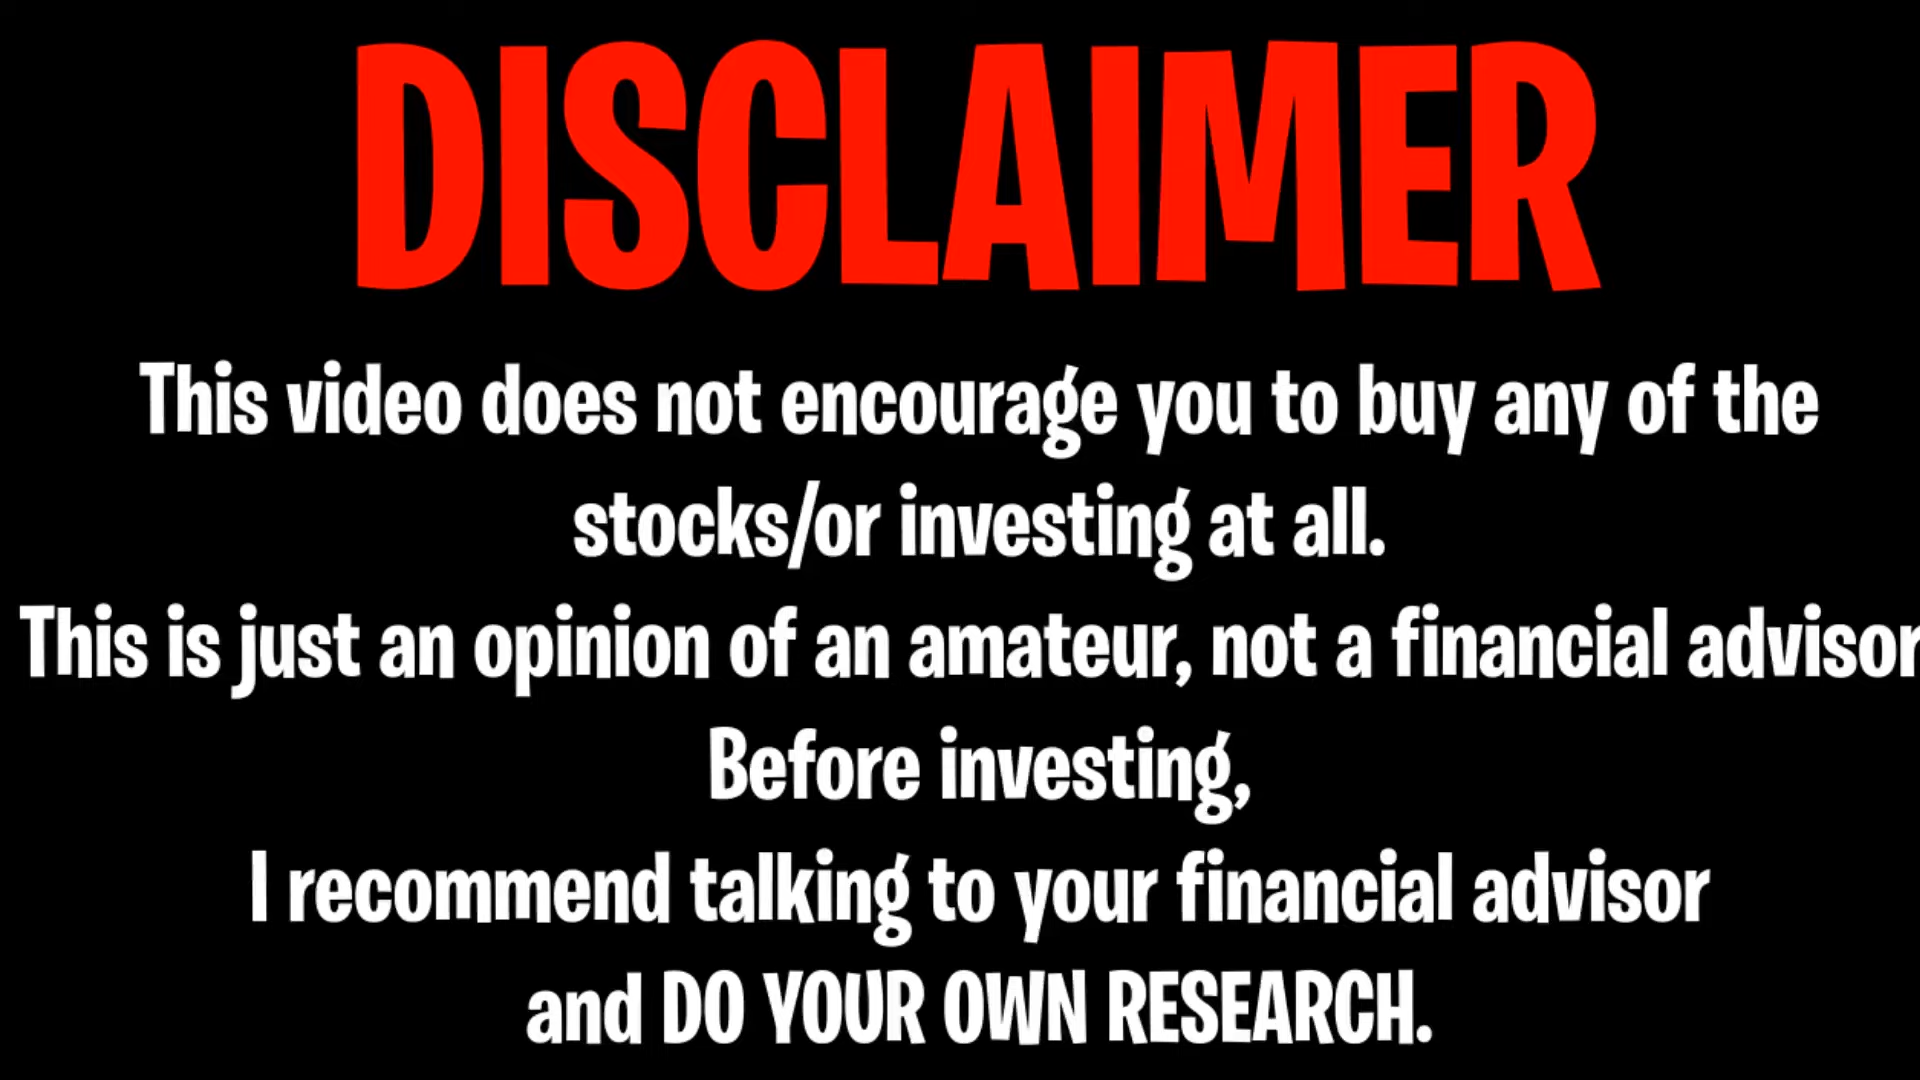 DISCLAIMER
This video does not encourage you to buy any of the
stocks/or investing at all.
This is just an opinion of an amateur, not a financial advisor
Before investing,
I recommend talking to your financial advisor
and DO YOUR OWN RESEARCH.